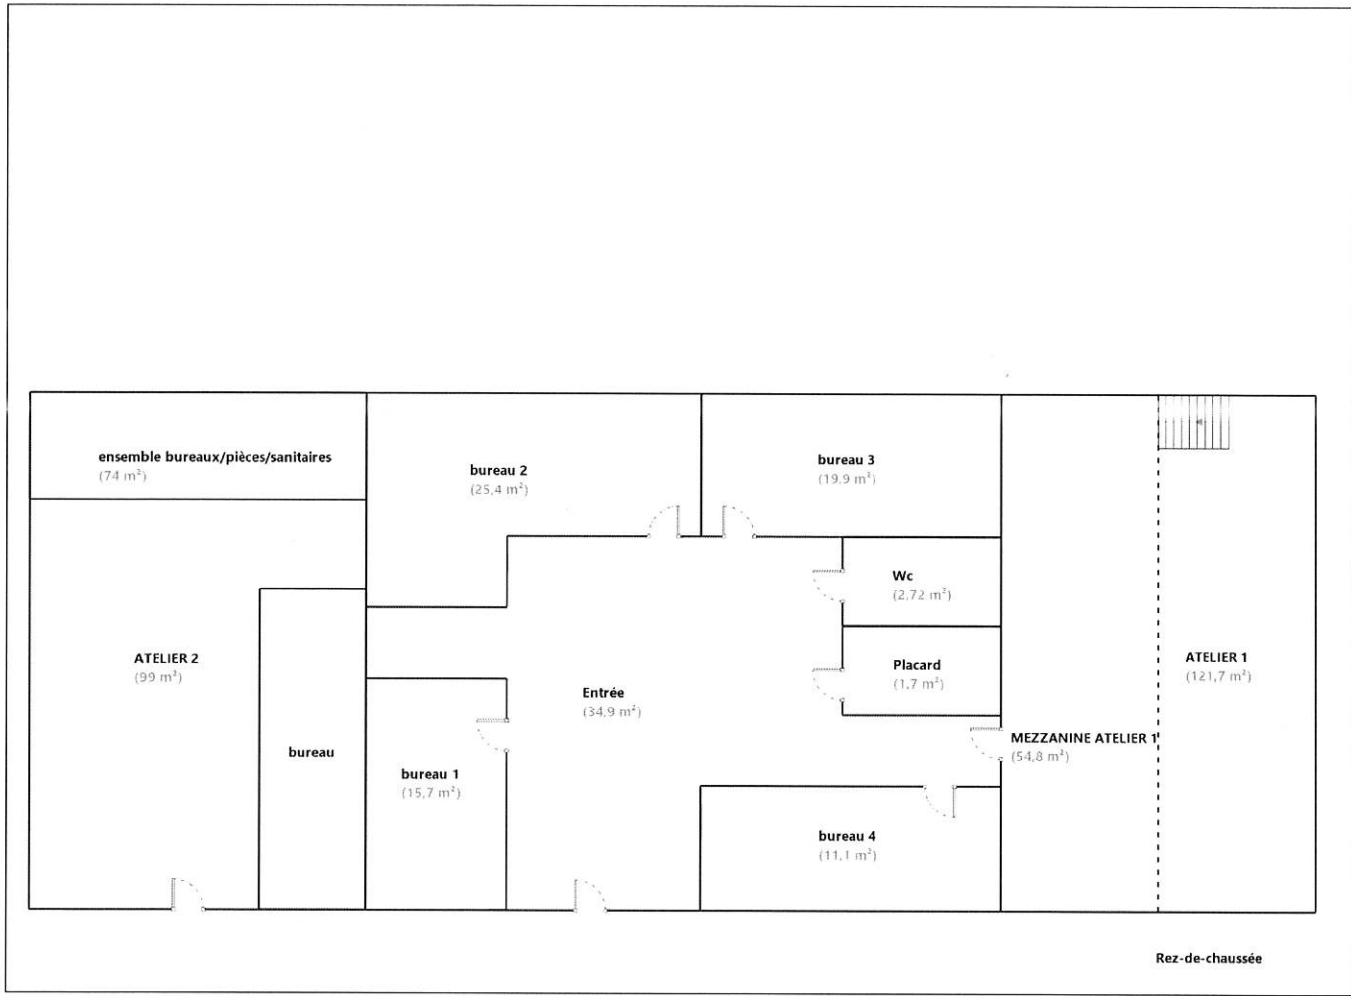 ensemble bureaux/pièces/sanitaires
(74 m²)
bureau 2
(25,4 m²)
bureau 3
(19,9 m²)
Wc
(2,72 m²)
ATELIER 2
(99 m²)
Placard
(1,7 m²)
ATELIER 1
(121,7 m²)
Entrée
(34,9 m²)
MEZZANINE ATELIER 1
(54,8 m²)
bureau
bureau 1
(15,7 m²)
bureau 4
(11,1 m²)
Rez-de-chaussée